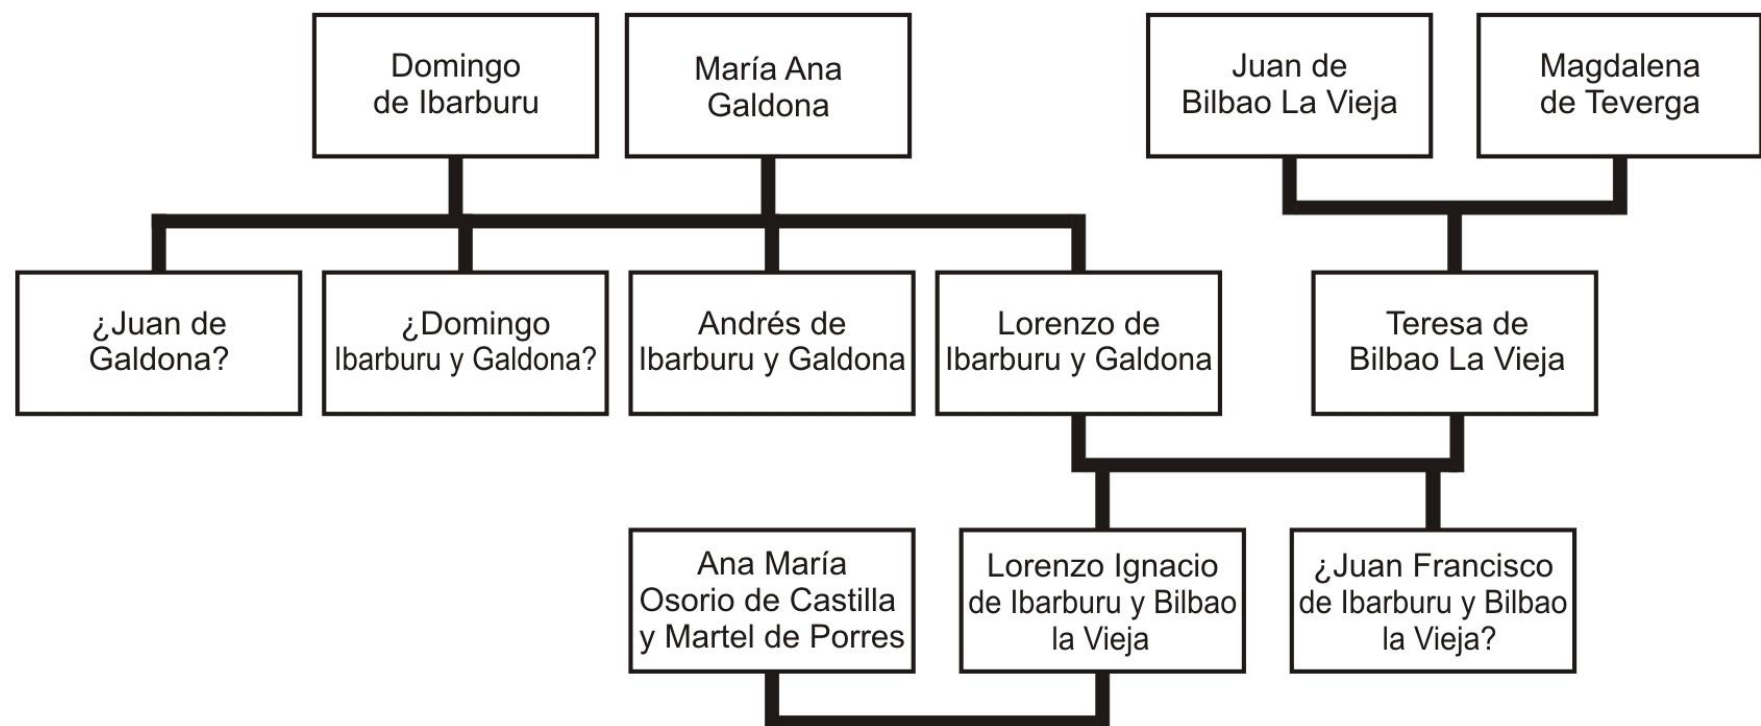 Domingo
de Ibarburu
María Ana
Galdona
Juan de
Bilbao La Vieja
Magdalena
de Teverga
¿Juan de
Galdona?
¿Domingo
Ibarburu y Galdona?
Andrés de
Ibarburu y Galdona
Lorenzo de
Ibarburu y Galdona
Teresa de
Bilbao La Vieja
Ana María
Osorio de Castilla
y Martel de Porres
Lorenzo Ignacio
de Ibarburu y Bilbao
la Vieja
¿Juan Francisco
de Ibarburu y Bilbao
la Vieja?